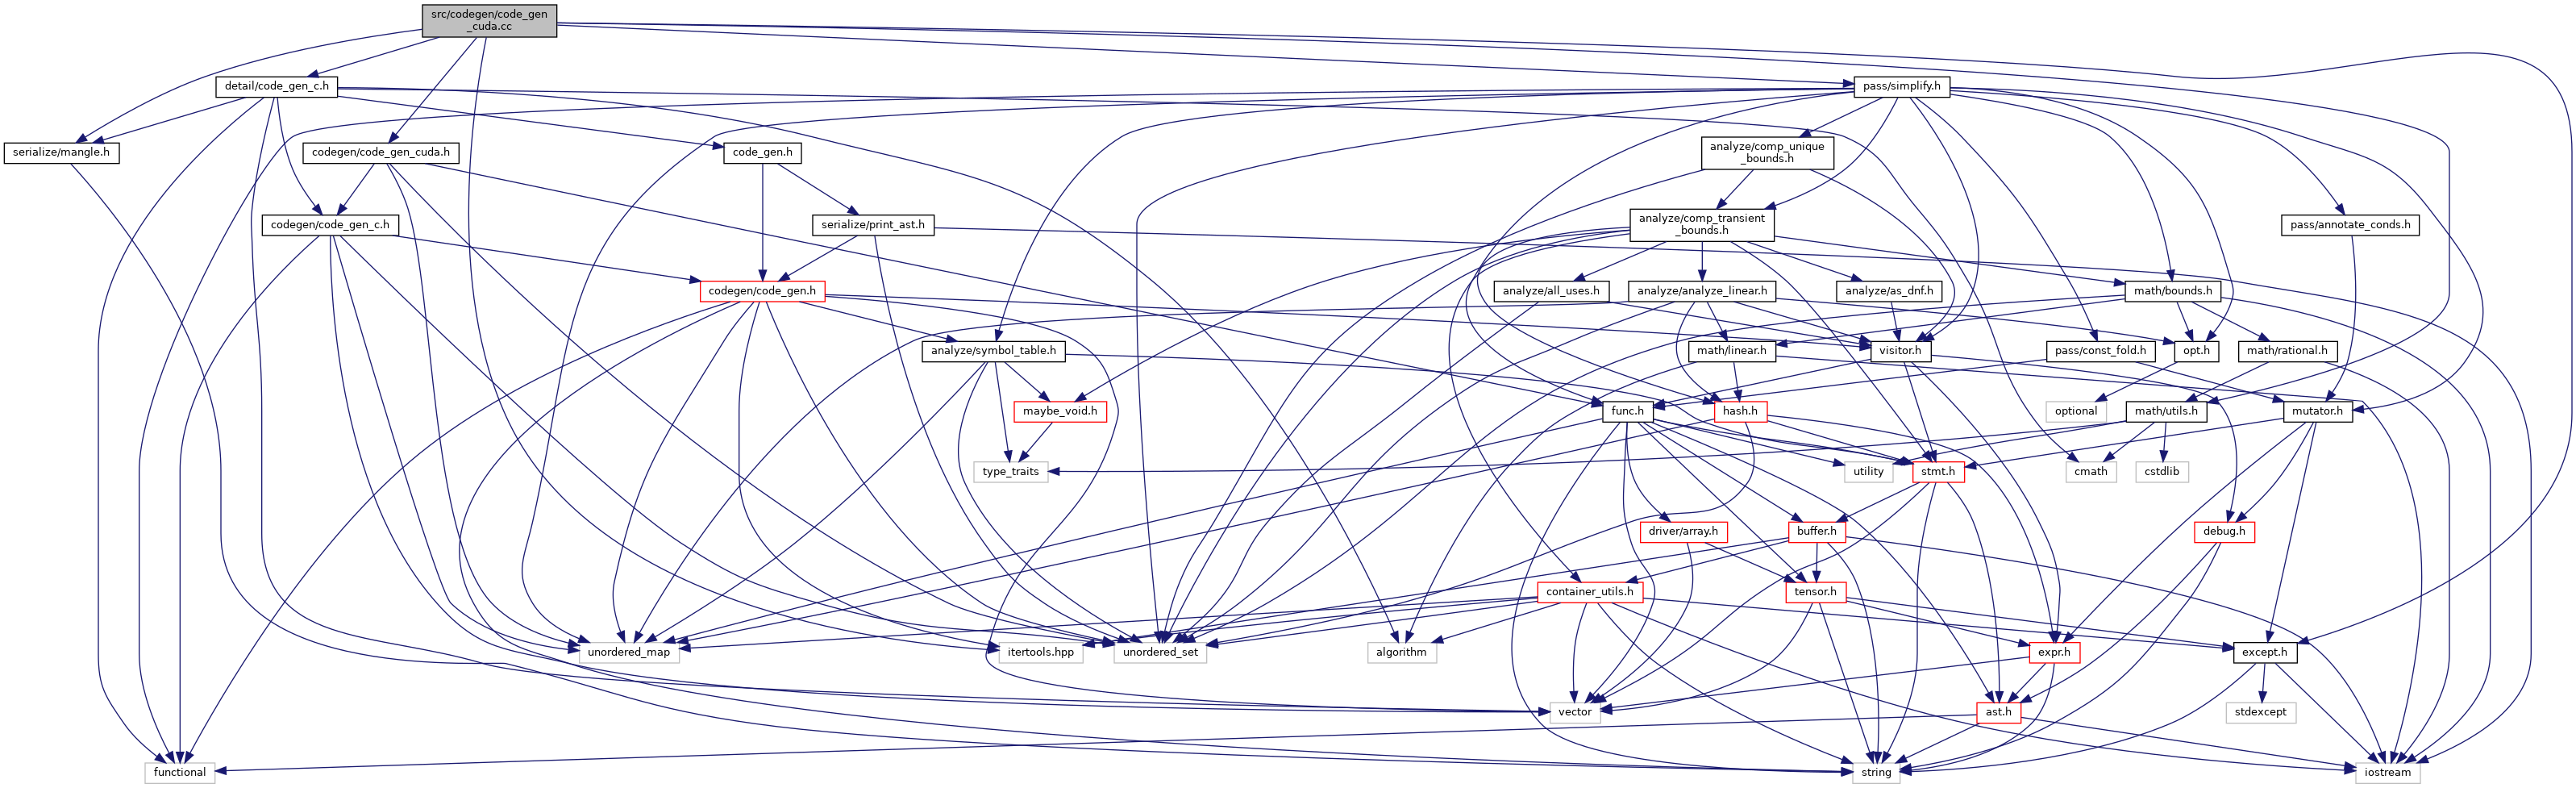 src/codegen/code_gen
_cuda.cc
detail/code_gen_c.h
pass/simplify.h
serialize/mangle.h
codegen/code_gen_cuda.h
code_gen.h
analyze/comp_unique
_bounds.h
codegen/code_gen_c.h
serialize/print_ast.h
analyze/comp_transient
_bounds.h
pass/annotate_conds.h
codegen/code_gen.h
analyze/all_uses.h
analyze/analyze_linear.h
analyze/as_dnf.h
math/bounds.h
analyze/symbol_table.h
math/linear.h
visitor.h
pass/const_fold.h
opt.h
math/rational.h
maybe_void.h
func.h
hash.h
optional
math/utils.h
mutator.h
type_traits
utility
stmt.h
cmath
cstdlib
driver/array.h
buffer.h
debug.h
container_utils.h
tensor.h
unordered_map
itertools.hpp
unordered_set
algorithm
expr.h
except.h
vector
ast.h
stdexcept
functional
string
iostream